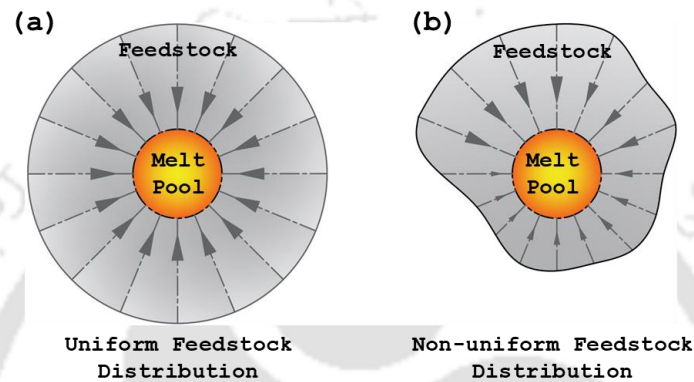 (a)
Feedstock
Melt
Pool
Uniform Feedstock
Distribution
(b)
Feedstock
Melt
Pool
Non-uniform Feedstock
Distribution